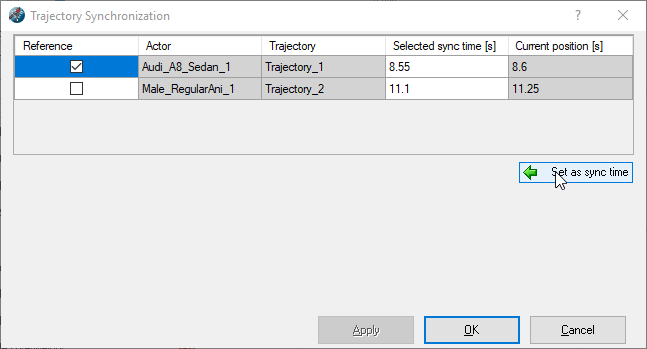 Trajectory Synchronization
Reference Actor Trajectory Selected sync time [s] Current position [s]
Audi_A8_Sedan_1 Trajectory_1 8.55 8.6
Male_RegularAni_1 Trajectory_2 11.1 11.25
Set as sync time
Apply OK Cancel